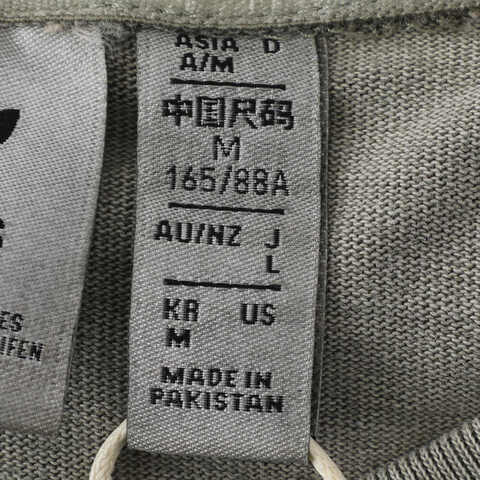 ASIA D
A/M
中国尺码
M
165/88A
AU/NZ J
L
KR US
M
MADE IN
PAKISTAN